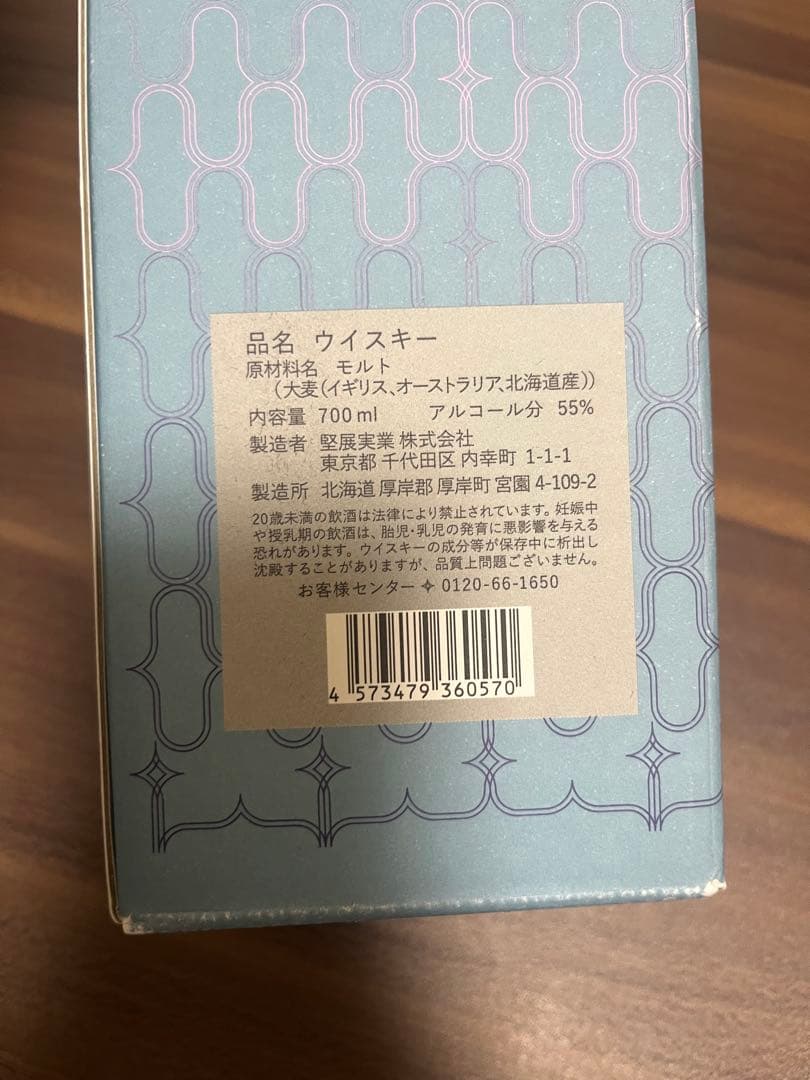 品名 ウイスキー
原材料名 モルト
（大麦（イギリス、オーストラリア、北海道産））
内容量 700ml アルコール分 55%
製造者 堅展実業 株式会社
東京都 千代田区 内幸町 1-1-1
製造所 北海道 厚岸郡 厚岸町 宮園 4-109-2
20歳未満の飲酒は法律により禁止されています。妊娠中
や授乳期の飲酒は、胎児・乳児の発育に悪影響を与える
恐れがあります。ウイスキーの成分等が保存中に析出し
沈殿することがありますが、品質上問題ございません。
お客様センター✧0120-66-1650
4 573479 360570